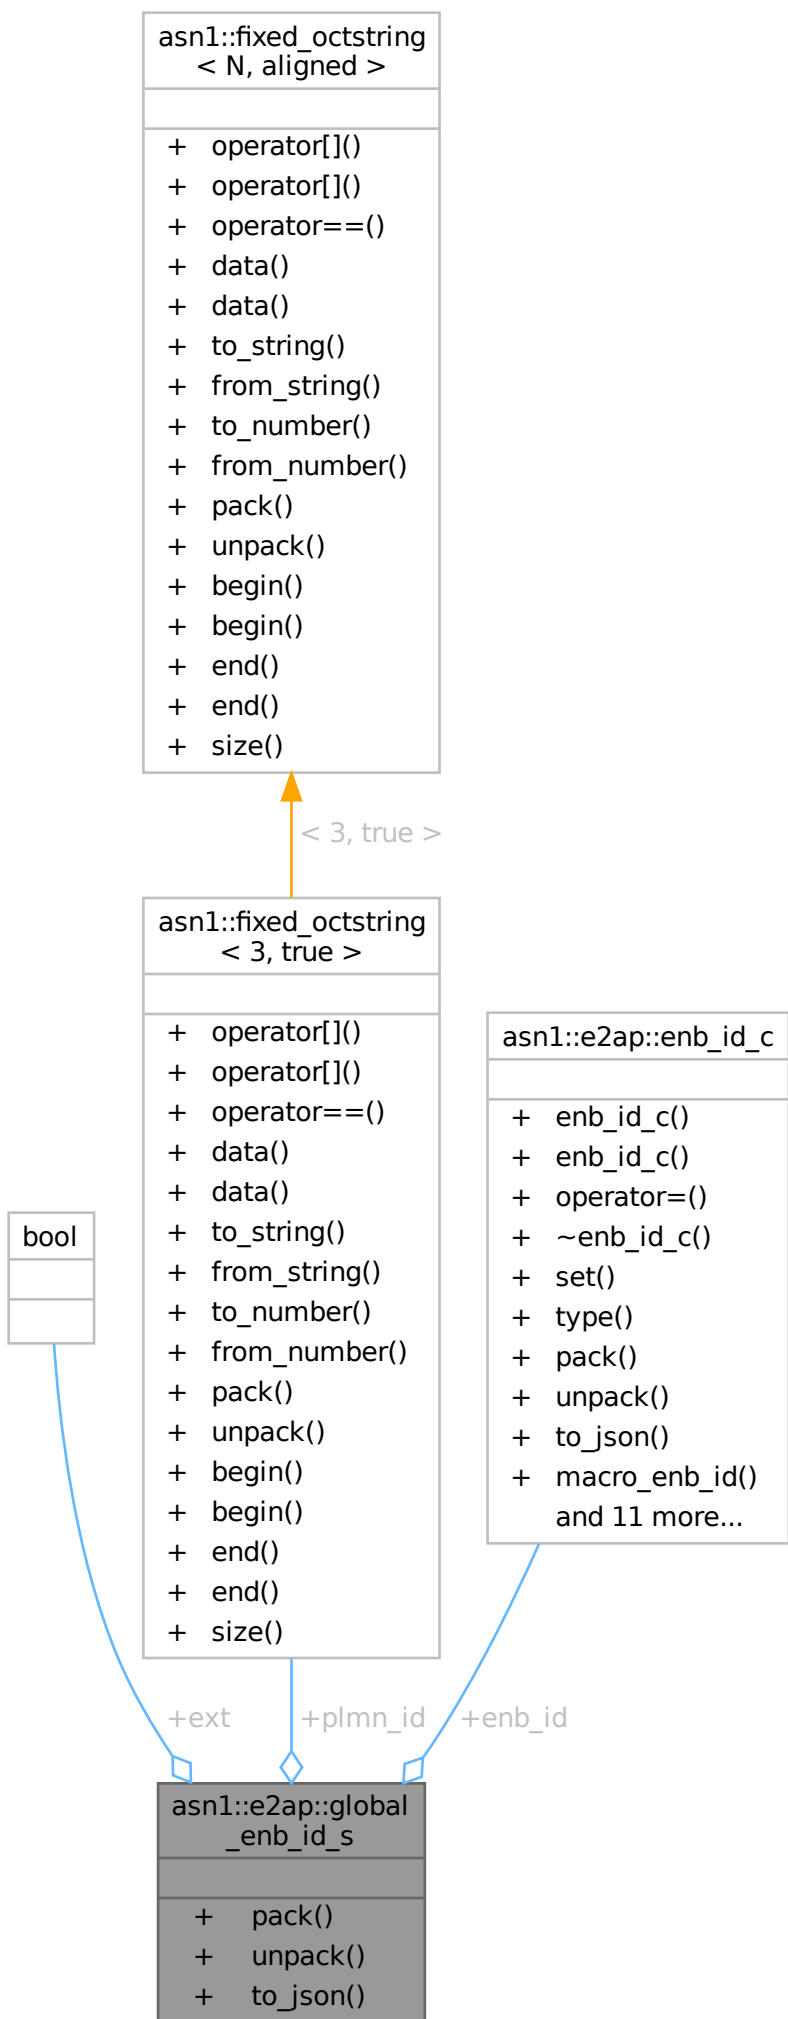 asn1::fixed_octstring
< N, aligned >
+ operator[]()
+ operator[]()
+ operator==()
+ data()
+ data()
+ to_string()
+ from_string()
+ to_number()
+ from_number()
+ pack()
+ unpack()
+ begin()
+ begin()
+ end()
+ end()
+ size()
< 3, true >
asn1::fixed_octstring
< 3, true >
+ operator[]()
+ operator[]()
+ operator==()
+ data()
+ data()
+ to_string()
+ from_string()
+ to_number()
+ from_number()
+ pack()
+ unpack()
+ begin()
+ begin()
+ end()
+ end()
+ size()
asn1::e2ap::enb_id_c
+ enb_id_c()
+ enb_id_c()
+ operator=()
+ ~enb_id_c()
+ set()
+ type()
+ pack()
+ unpack()
+ to_json()
+ macro_enb_id()
and 11 more...
bool
+ext
+plmn_id
+enb_id
asn1::e2ap::global
_enb_id_s
+ pack()
+ unpack()
+ to_json()